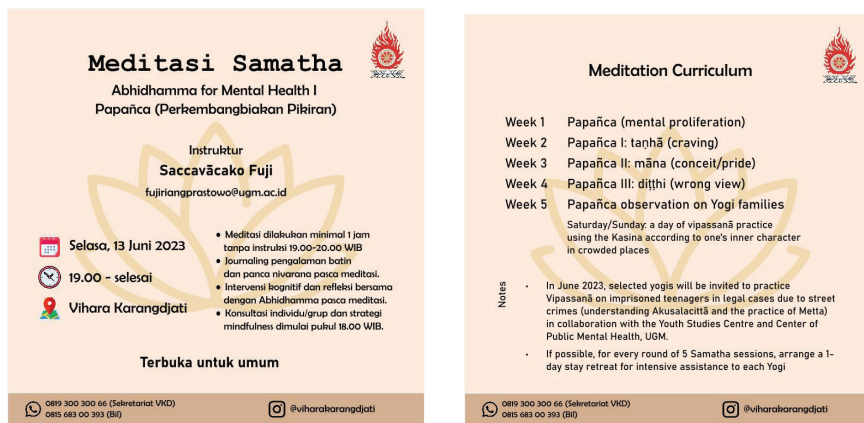 Meditasi Samatha
Abhidhamma for Mental Health I
Papañca (Perkembangbiakan Pikiran)
Instruktur
Saccavācako Fuji
fujiriangprastowo@ugm.ac.id
Selasa, 13 Juni 2023
19.00 - selesai
Vihara Karangdjati
• Meditasi dilakukan minimal 1 jam
tanpa instruksi 19.00-20.00 WIB
• Journaling pengalaman batin
dan panca nivarana pasca meditasi.
• Intervensi kognitif dan refleksi bersama
dengan Abhidhamma pasca meditasi.
• Konsultasi individu/grup dan strategi
mindfulness dimulai pukul 18.00 WIB.
Terbuka untuk umum
0819 300 300 66 (Sekretariat VKD)
0815 683 00 393 (Bil)
@viharakarangdjati
Meditation Curriculum
Week 1 Papañca (mental proliferation)
Week 2 Papañca I: taṇhā (craving)
Week 3 Papañca II: māna (conceit/pride)
Week 4 Papañca III: diṭṭhi (wrong view)
Week 5 Papañca observation on Yogi families
Saturday/Sunday: a day of vipassanā practice
using the Kasina according to one's inner character
in crowded places
Notes
• In June 2023, selected yogis will be invited to practice
Vipassanā on imprisoned teenagers in legal cases due to street
crimes (understanding Akusalacittā and the practice of Metta)
in collaboration with the Youth Studies Centre and Center of
Public Mental Health, UGM.
• If possible, for every round of 5 Samatha sessions, arrange a 1-
day stay retreat for intensive assistance to each Yogi
0819 300 300 66 (Sekretariat VKD)
0815 683 00 393 (Bil)
@viharakarangdjati